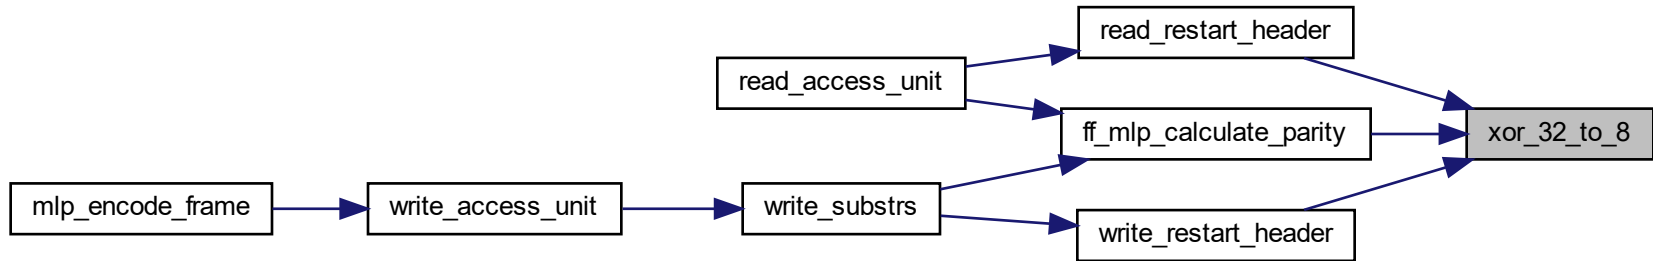 read_restart_header
read_access_unit
ff_mlp_calculate_parity
xor_32_to_8
mlp_encode_frame
write_access_unit
write_substrs
write_restart_header